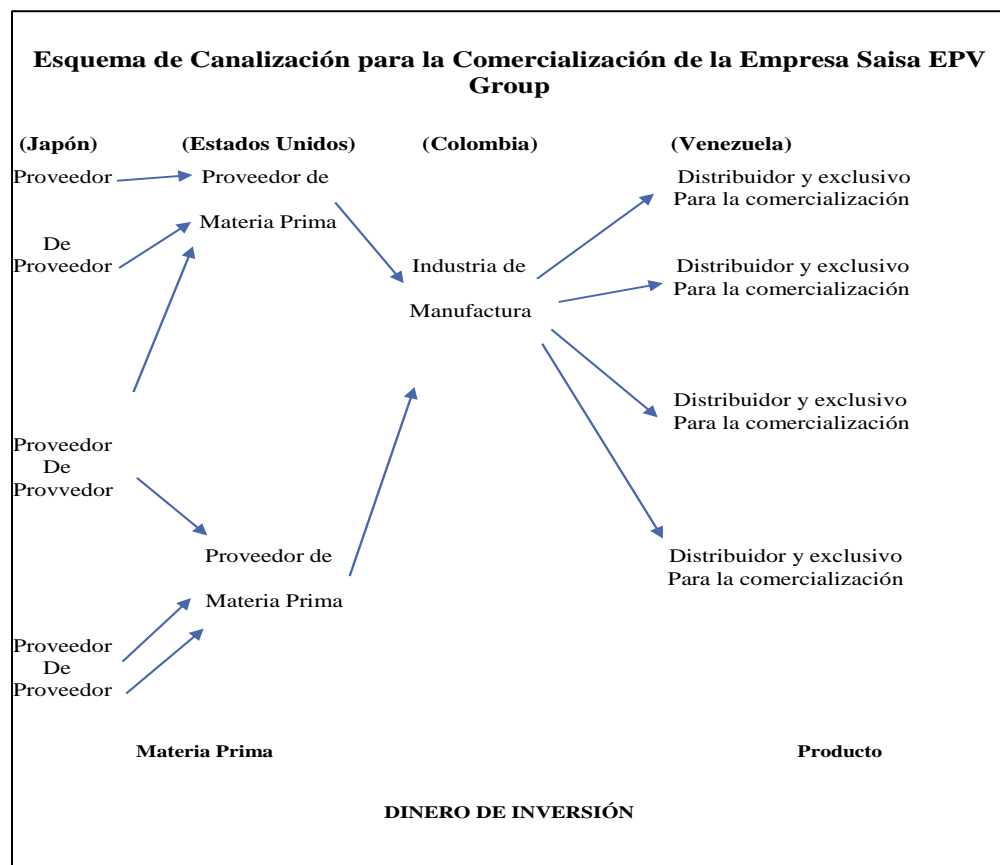 Esquema de Canalización para la Comercialización de la Empresa Saisa EPV
Group
(Japón)
(Estados Unidos)
(Colombia)
(Venezuela)
Proveedor
De
Proveedor
Proveedor
De
Provvedor
Proveedor
De
Proveedor
Proveedor de
Materia Prima
Proveedor de
Materia Prima
Industria de
Manufactura
Distribuidor y exclusivo
Para la comercialización
Distribuidor y exclusivo
Para la comercialización
Distribuidor y exclusivo
Para la comercialización
Distribuidor y exclusivo
Para la comercialización
Materia Prima
Producto
DINERO DE INVERSIÓN